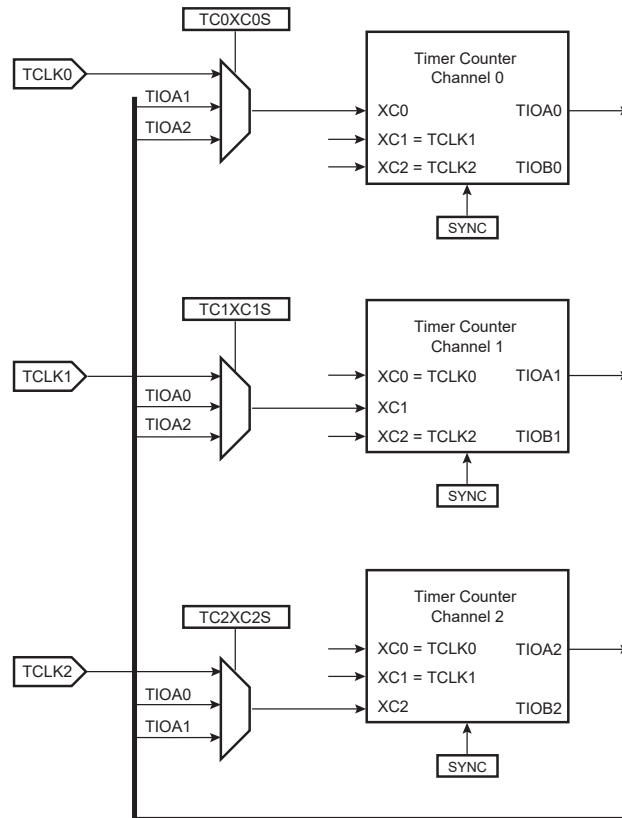 TC0XC0S
TCLK0
TIOA1
TIOA2
Timer Counter
Channel 0
XC0
TIOA0
XC1 = TCLK1
XC2 = TCLK2
TIOB0
SYNC
TC1XC1S
TCLK1
TIOA0
TIOA2
Timer Counter
Channel 1
XC0 = TCLK0
TIOA1
XC1
XC2 = TCLK2
TIOB1
SYNC
TC2XC2S
TCLK2
TIOA0
TIOA1
Timer Counter
Channel 2
XC0 = TCLK0
TIOA2
XC1 = TCLK1
XC2
TIOB2
SYNC